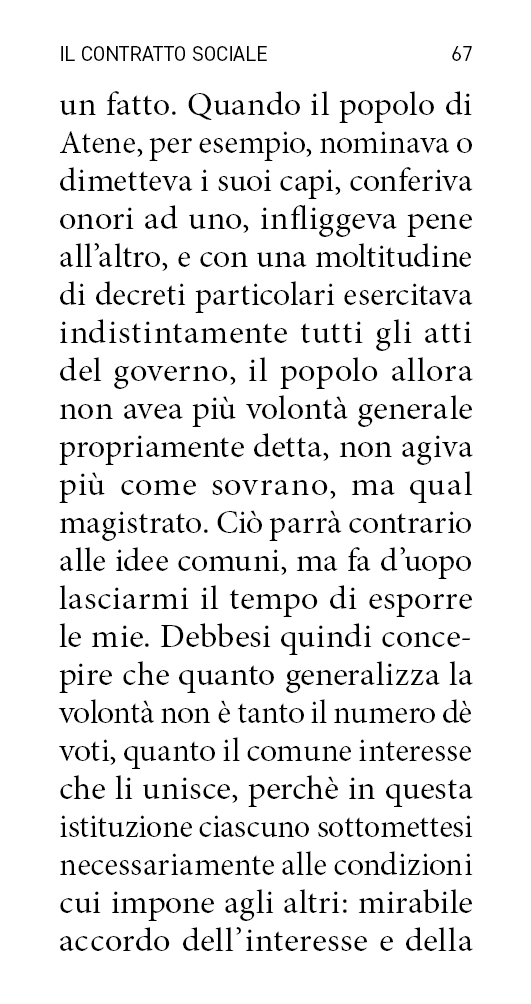 IL CONTRATTO SOCIALE 67
un fatto. Quando il popolo di
Atene, per esempio, nominava o
dimetteva i suoi capi, conferiva
onori ad uno, infliggeva pene
all’altro, e con una moltitudine
di decreti particolari esercitava
indistintamente tutti gli atti
del governo, il popolo allora
non avea più volontà generale
propriamente detta, non agiva
più come sovrano, ma qual
magistrato. Ciò parrà contrario
alle idee comuni, ma fa d’uopo
lasciarmi il tempo di esporre
le mie. Debbesi quindi conce-
pire che quanto generalizza la
volontà non è tanto il numero dè
voti, quanto il comune interesse
che li unisce, perchè in questa
istituzione ciascuno sottomettesi
necessariamente alle condizioni
cui impone agli altri: mirabile
accordo dell’interesse e della